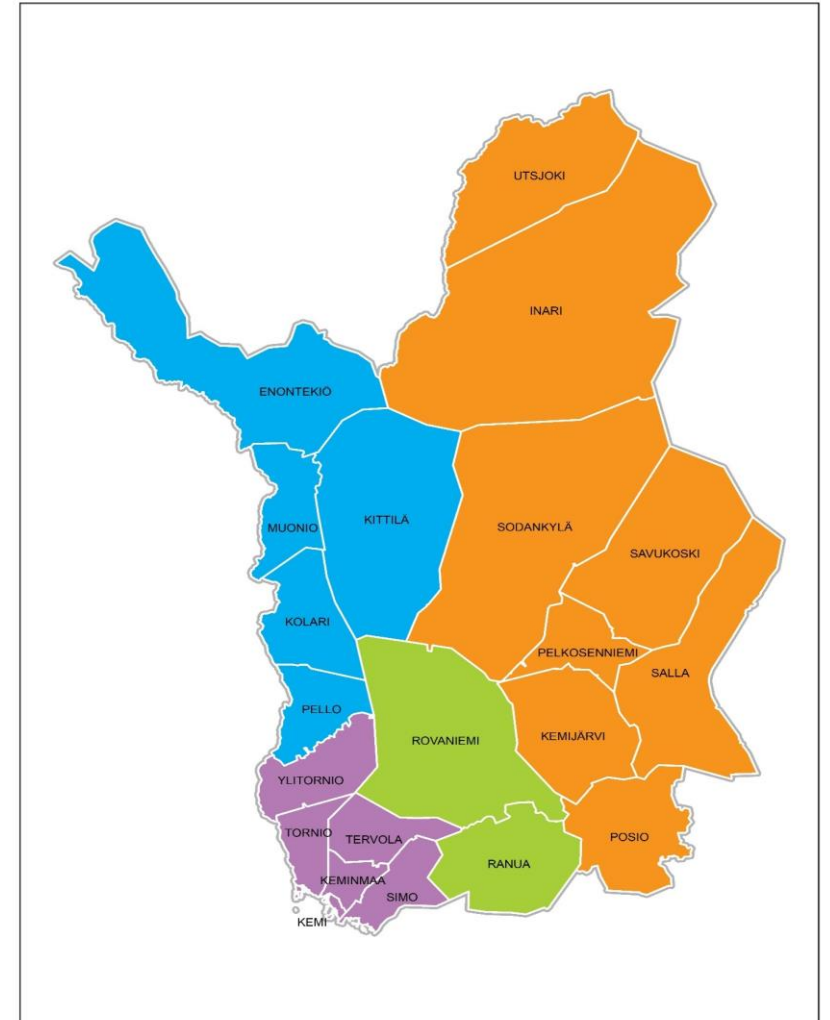 UTSJOKI
INARI
ENONTEKIÖ
KITTILÄ
MUONIO
SODANKYLÄ
SAVUKOSKI
KOLARI
PELKOSENNIEMI
SALLA
PELLO
ROVANIEMI
KEMIJÄRVI
YLITORNIO
TORNIO
TERVOLA
POSIO
RANUA
KEMINMAA
SIMO
KEMI